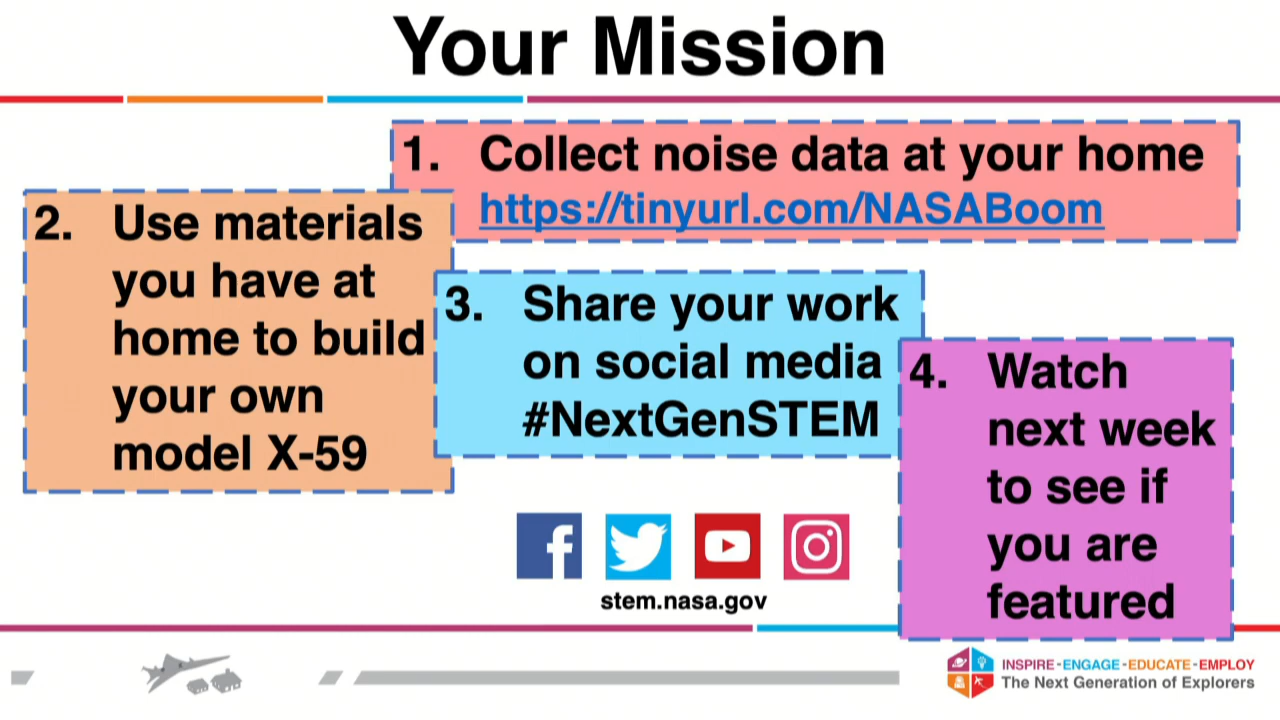 Your Mission
1. Collect noise data at your home
https://tinyurl.com/NASABoom
2. Use materials
you have at
home to build
your own
model X-59
3. Share your work
on social media
#NextGenSTEM
4. Watch
next week
to see if
you are
featured
stem.nasa.gov
INSPIRE - ENGAGE - EDUCATE - EMPLOY
The Next Generation of Explorers